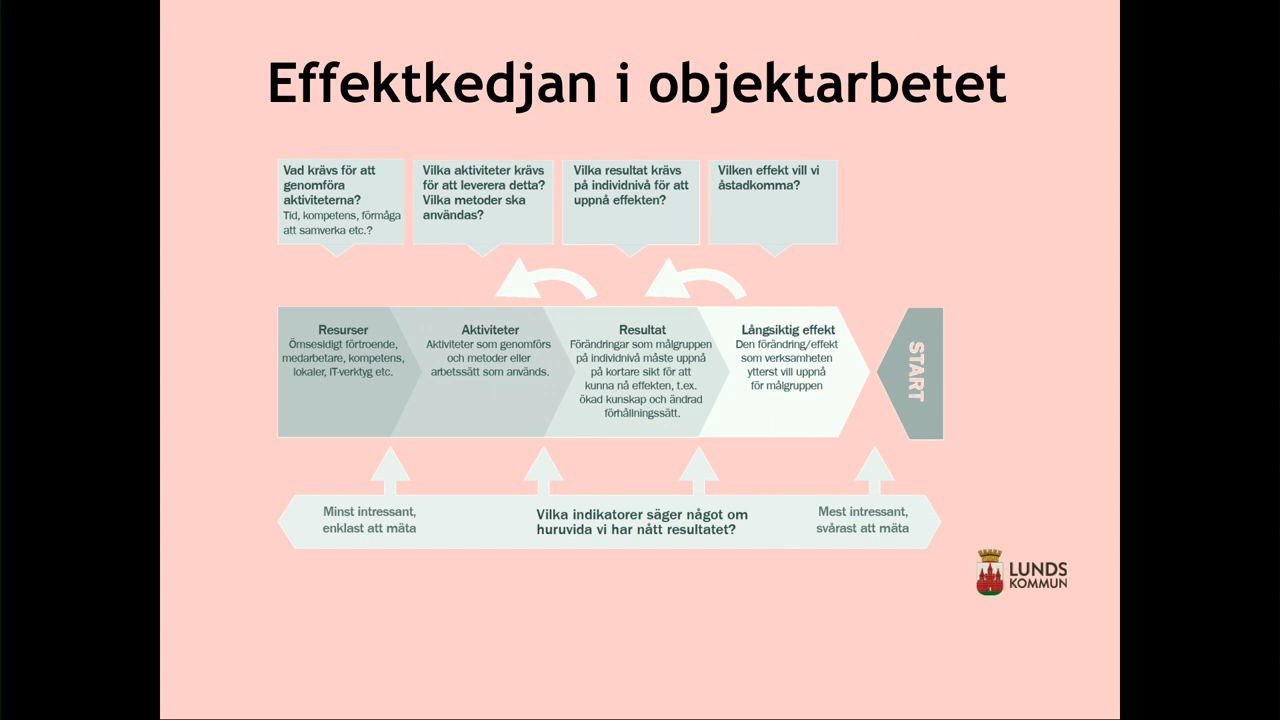 Effektkedjan i objektarbetet
Vad krävs för att
genomföra
aktiviteterna?
Tid, kompetens, förmåga
att samverka etc.?
Vilka aktiviteter krävs
för att leverera detta?
Vilka metoder ska
användas?
Vilka resultat krävs
på individnivå för att
uppnå effekten?
Vilken effekt vill vi
åstadkomma?
Resurser
Ömsesidigt förtroende,
medarbetare, kompetens,
lokaler, IT-verktyg etc.
Aktiviteter
Aktiviteter som genomförs
och metoder eller
arbetssätt som används.
Resultat
Förändringar som målgruppen
på individnivå måste uppnå
på kortare sikt för att
kunna nå effekten, t.ex.
ökad kunskap och ändrad
förhållningssätt.
Långsiktig effekt
Den förändring/effekt
som verksamheten
ytterst vill uppnå
för målgruppen
START
Minst intressant,
enklast att mäta
Vilka indikatorer säger något om
huruvida vi har nått resultatet?
Mest intressant,
svårast att mäta
LUNDS
KOMMUN